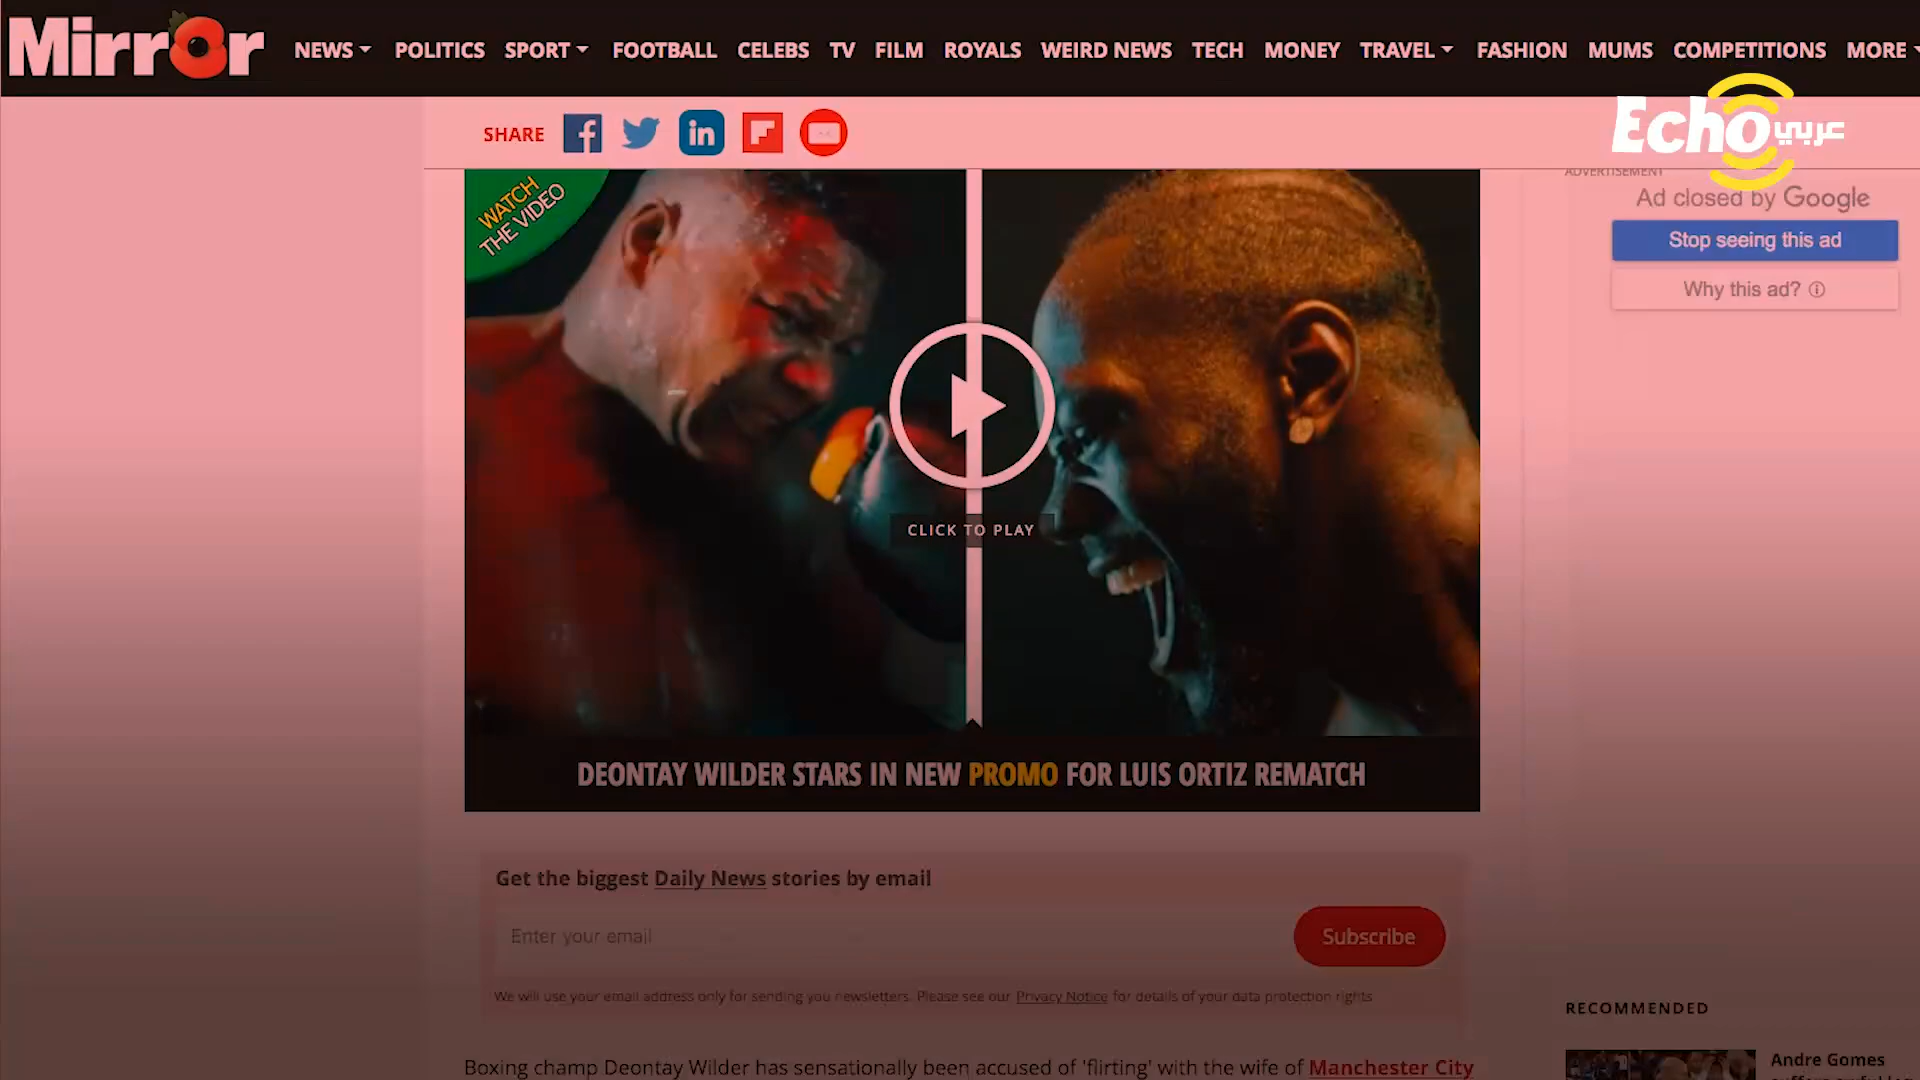 Mirror NEWS POLITICS SPORT FOOTBALL CELEBS TV FILM ROYALS WEIRD NEWS TECH MONEY TRAVEL FASHION MUMS COMPETITIONS MORE
Echo عربي
SHARE
ADVERTISEMENT
Ad closed by Google
Stop seeing this ad
Why this ad?
WATCH
THE VIDEO
CLICK TO PLAY
DEONTAY WILDER STARS IN NEW PROMO FOR LUIS ORTIZ REMATCH
Get the biggest Daily News stories by email
Enter your email
Subscribe
We will use your email address only for sending you newsletters. Please see our Privacy Notice for details of your data protection rights
Boxing champ Deontay Wilder has sensationally been accused of 'flirting' with the wife of Manchester City
RECOMMENDED
Andre Gomes